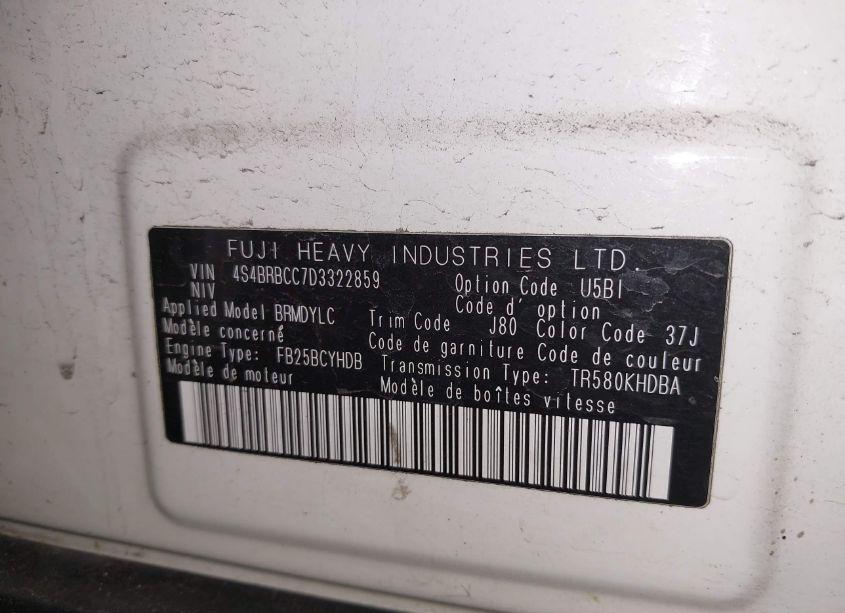 FUJI HEAVY INDUSTRIES LTD.
VIN 4S4BRBCC7D3322859 Option Code U5BI
NIV Code d' option
Applied Model BRMDYLC Trim Code J80 Color Code 37J
Modèle concerné Code de garniture Code de couleur
Engine Type: FB25BCYHDB Transmission Type: TR580KHDBA
Modèle de moteur Modèle de boîtes vitesse